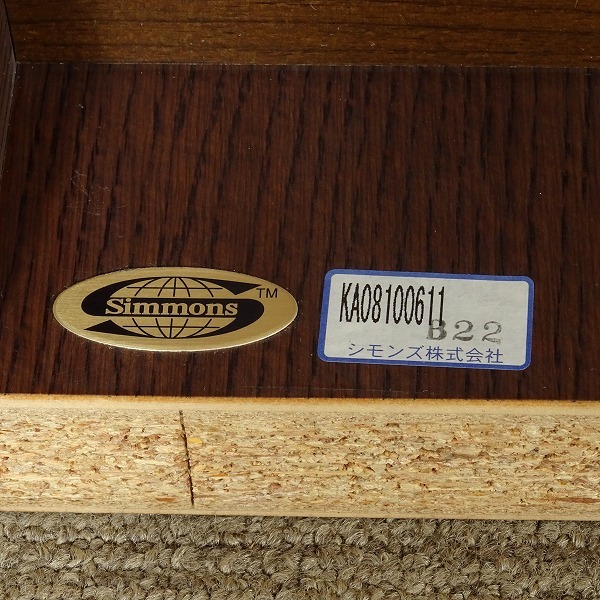 Simmons TM
KA08100611
B22
シモンズ株式会社